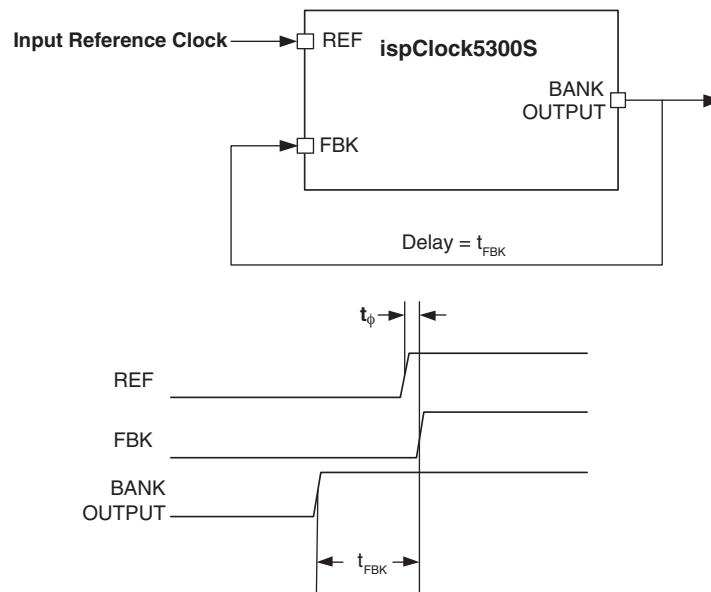 Input Reference Clock
REF
ispClock5300S
BANK
OUTPUT
FBK
Delay = tFBK
tϕ
REF
FBK
BANK
OUTPUT
tFBK